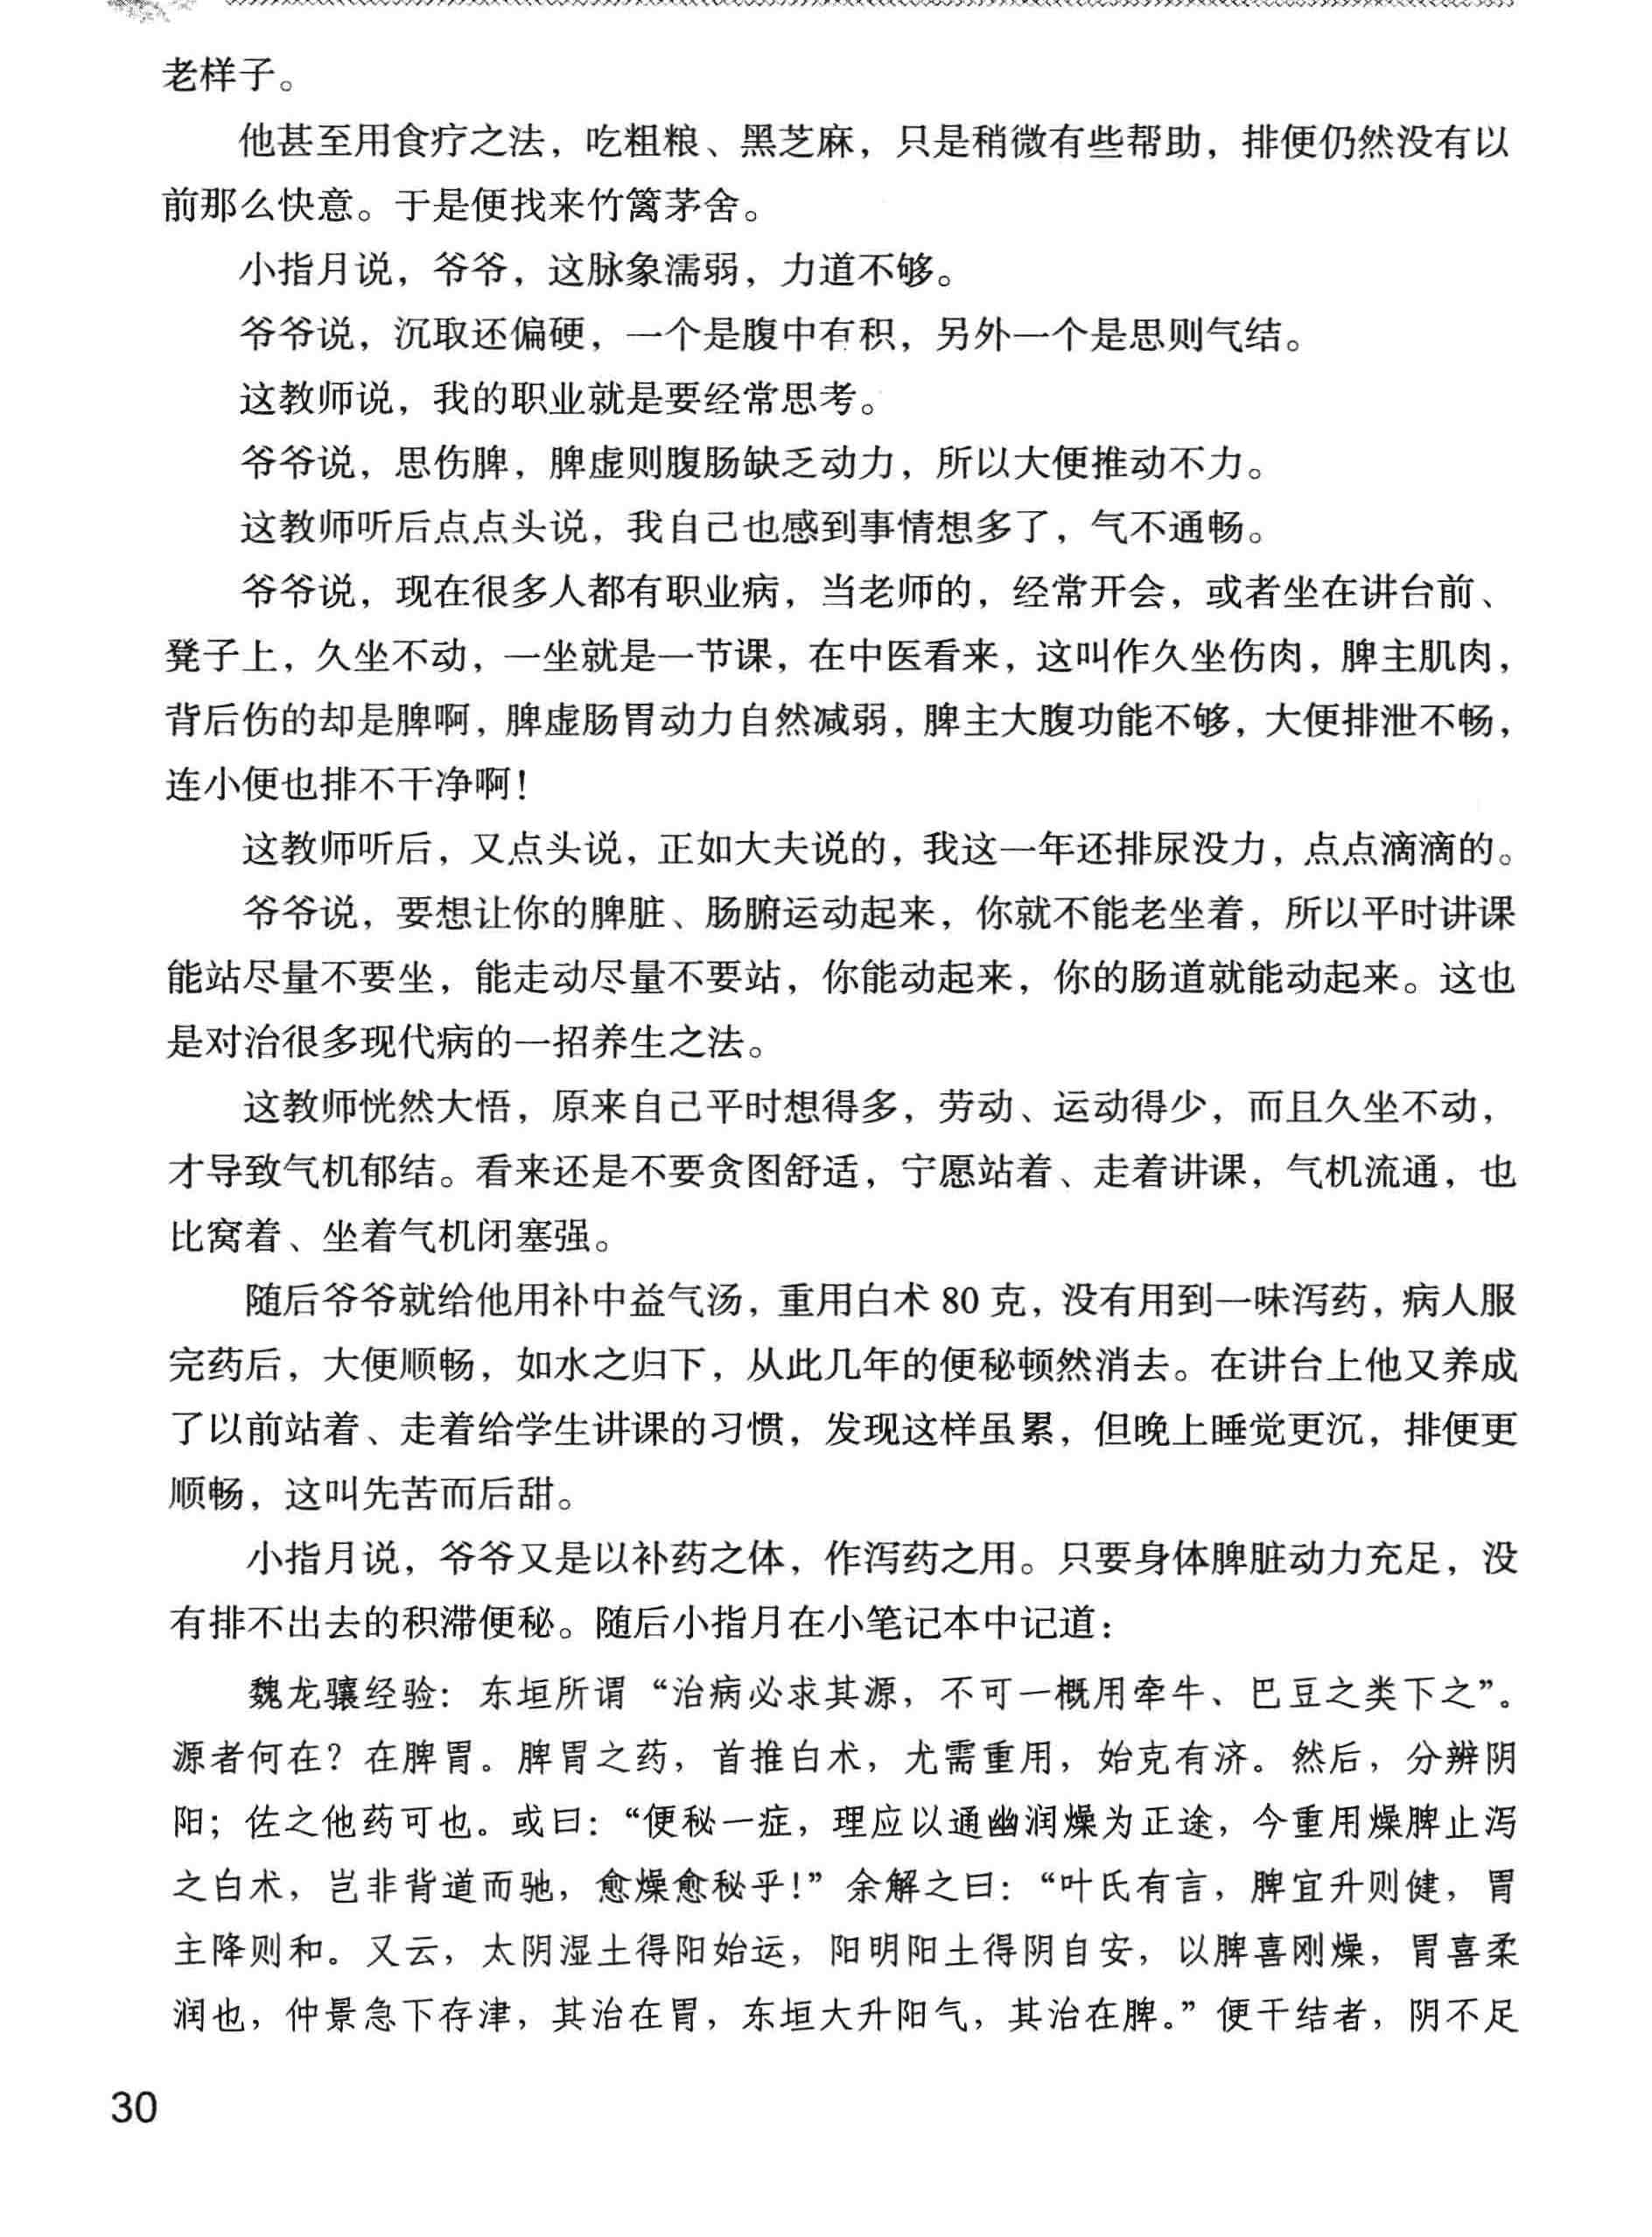 老样子。
他甚至用食疗之法，吃粗粮、黑芝麻，只是稍微有些帮助，排便仍然没有以
前那么快意。于是便找来竹篱茅舍。
小指月说，爷爷，这脉象濡弱，力道不够。
爷爷说，沉取还偏硬，一个是腹中有积，另外一个是思则气结。
这教师说，我的职业就是要经常思考。
爷爷说，思伤脾，脾虚则腹肠缺乏动力，所以大便推动不力。
这教师听后点点头说，我自己也感到事情想多了，气不通畅。
爷爷说，现在很多人都有职业病，当老师的，经常开会，或者坐在讲台前、
凳子上，久坐不动，一坐就是一节课，在中医看来，这叫作久坐伤肉，脾主肌肉，
背后伤的却是脾啊，脾虚肠胃动力自然减弱，脾主大腹功能不够，大便排泄不畅，
连小便也排不干净啊！
这教师听后，又点头说，正如大夫说的，我这一年还排尿没力，点点滴滴的。
爷爷说，要想让你的脾脏、肠腑运动起来，你就不能老坐着，所以平时讲课
能站尽量不要坐，能走动尽量不要站，你能动起来，你的肠道就能动起来。这也
是对治很多现代病的一招养生之法。
这教师恍然大悟，原来自己平时想得多，劳动、运动得少，而且久坐不动，
才导致气机郁结。看来还是不要贪图舒适，宁愿站着、走着讲课，气机流通，也
比窝着、坐着气机闭塞强。
随后爷爷就给他用补中益气汤，重用白术 80 克，没有用到一味泻药，病人服
完药后，大便顺畅，如水之归下，从此几年的便秘顿然消去。在讲台上他又养成
了以前站着、走着给学生讲课的习惯，发现这样虽累，但晚上睡觉更沉，排便更
顺畅，这叫先苦而后甜。
小指月说，爷爷又是以补药之体，作泻药之用。只要身体脾脏动力充足，没
有排不出去的积滞便秘。随后小指月在小笔记本中记道：
魏龙骧经验：东垣所谓“治病必求其源，不可一概用牵牛、巴豆之类下之”。
源者何在？在脾胃。脾胃之药，首推白术，尤需重用，始克有济。然后，分辨阴
阳；佐之他药可也。或曰：“便秘一症，理应以通幽润燥为正途，今重用燥脾止泻
之白术，岂非背道而驰，愈燥愈秘乎！”余解之曰：“叶氏有言，脾宜升则健，胃
主降则和。又云，太阴湿土得阳始运，阳明阳土得阴自安，以脾喜刚燥，胃喜柔
润也，仲景急下存津，其治在胃，东垣大升阳气，其治在脾。”便干结者，阴不足
30